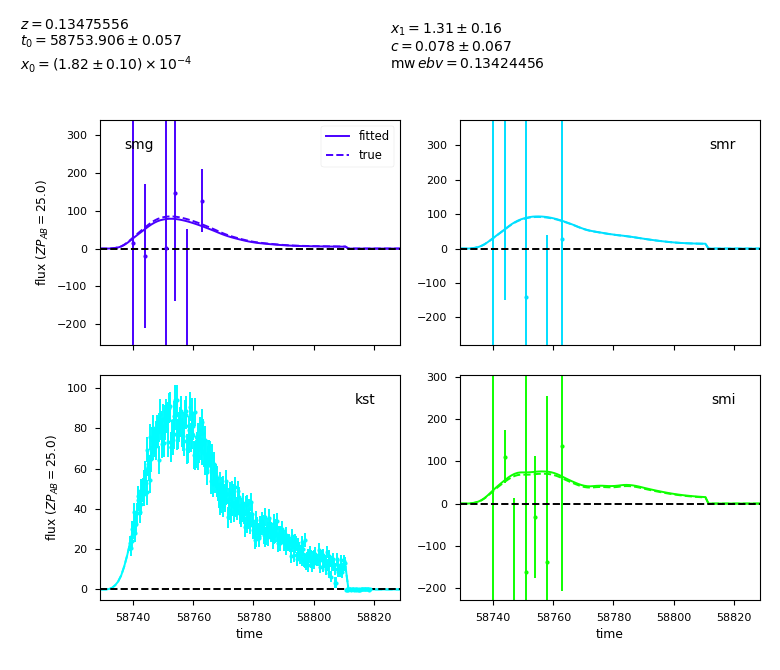 z = 0.13475556
t₀ = 58753.906 ± 0.057
x₀ = (1.82 ± 0.10) × 10⁻⁴
x₁ = 1.31 ± 0.16
c = 0.078 ± 0.067
mw ebv = 0.13424456
smg
fitted
true
300
200
100
0
−100
−200
flux (ZP_AB = 25.0)
smr
300
200
100
0
−100
−200
kst
100
80
60
40
20
0
flux (ZP_AB = 25.0)
58740 58760 58780 58800 58820
time
smi
300
200
100
0
−100
−200
58740 58760 58780 58800 58820
time